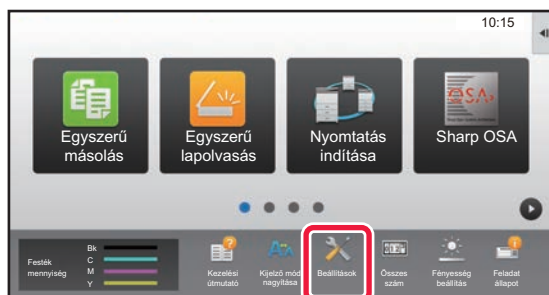 10:15
Egyszerű
másolás
Egyszerű
lapolvasás
Nyomtatás
indítása
Sharp OSA
Festék
mennyiség
Bk
C
M
Y
Kezelési
útmutató
Kijelző mód
nagyítása
Beállítások
Összes
szám
Fényesség
beállítás
Feladat
állapot